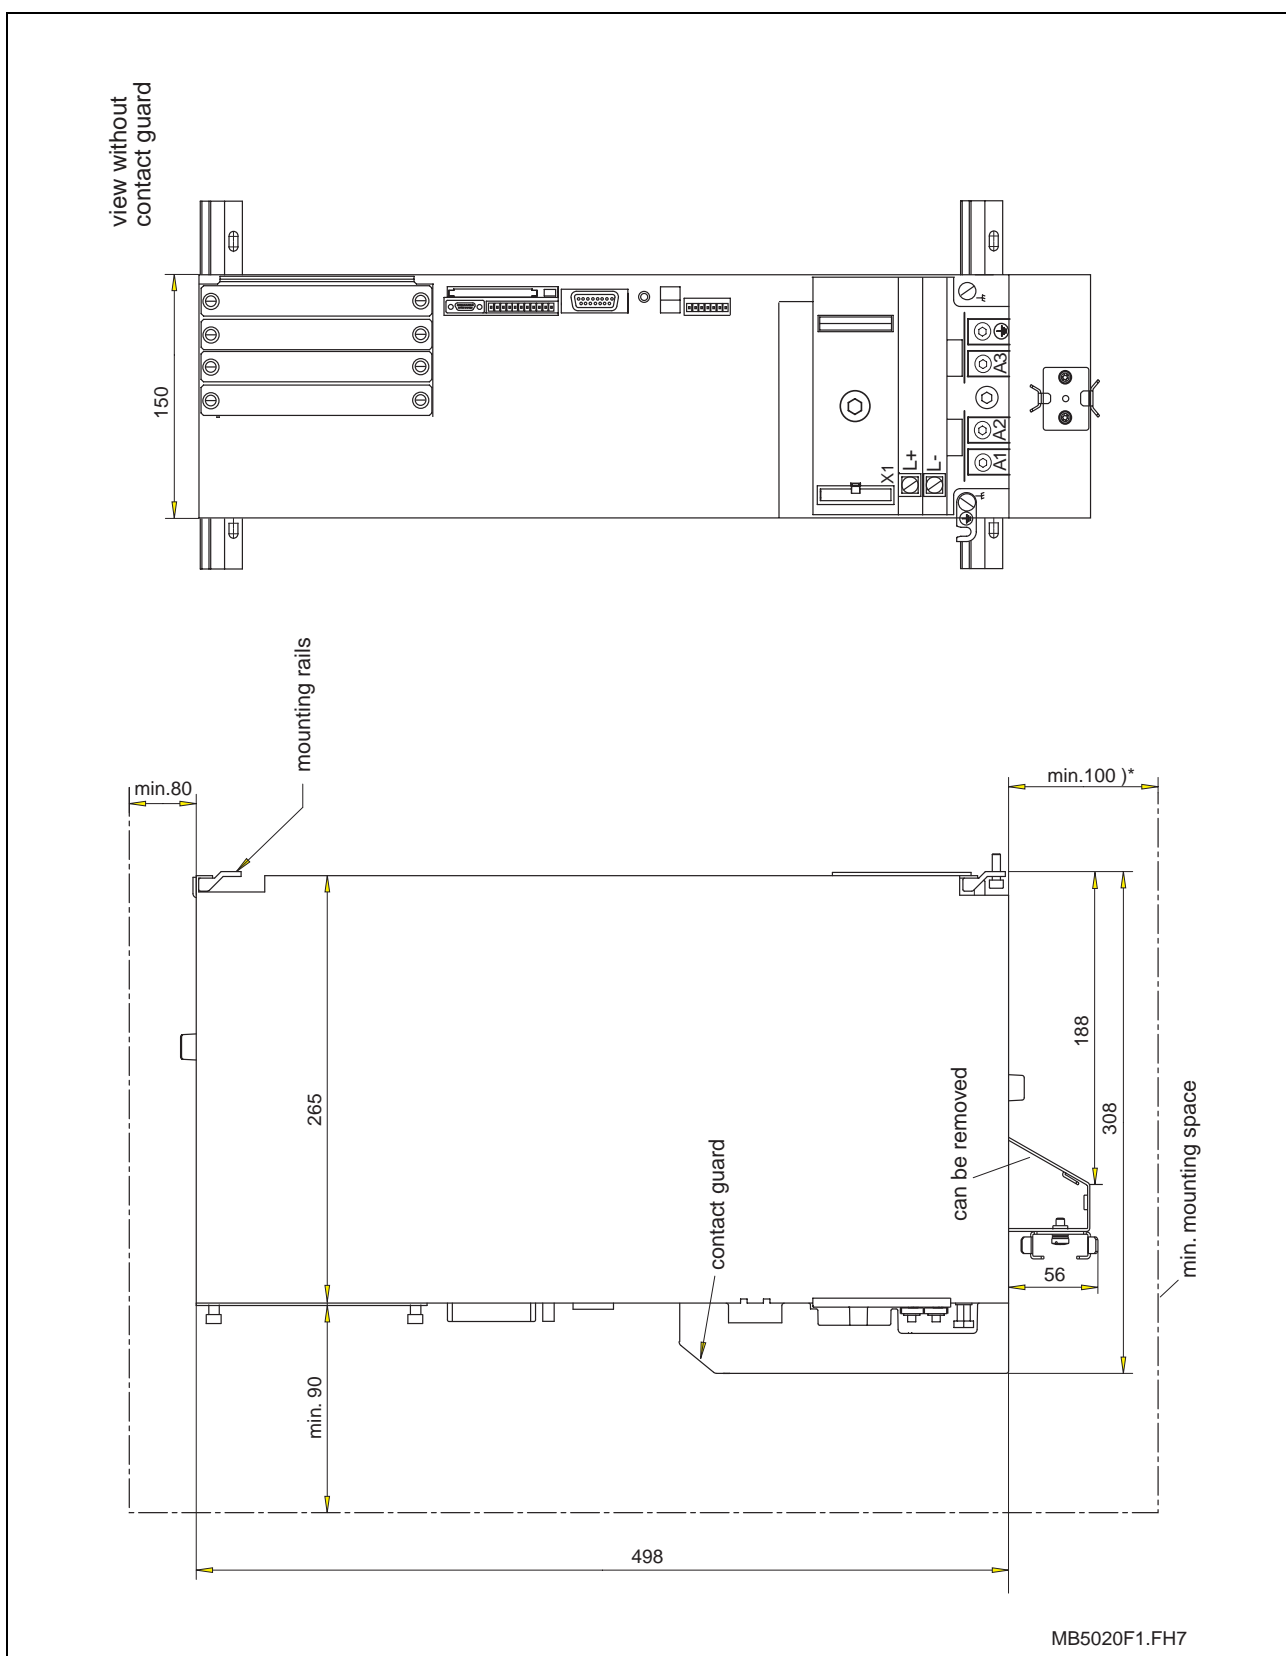 view without
contact guard
150
X1
L+
L-
A3
A2
A1
mounting rails
min.80
min.100 )*
265
188
308
can be removed
contact guard
min. mounting space
56
min. 90
498
MB5020F1.FH7